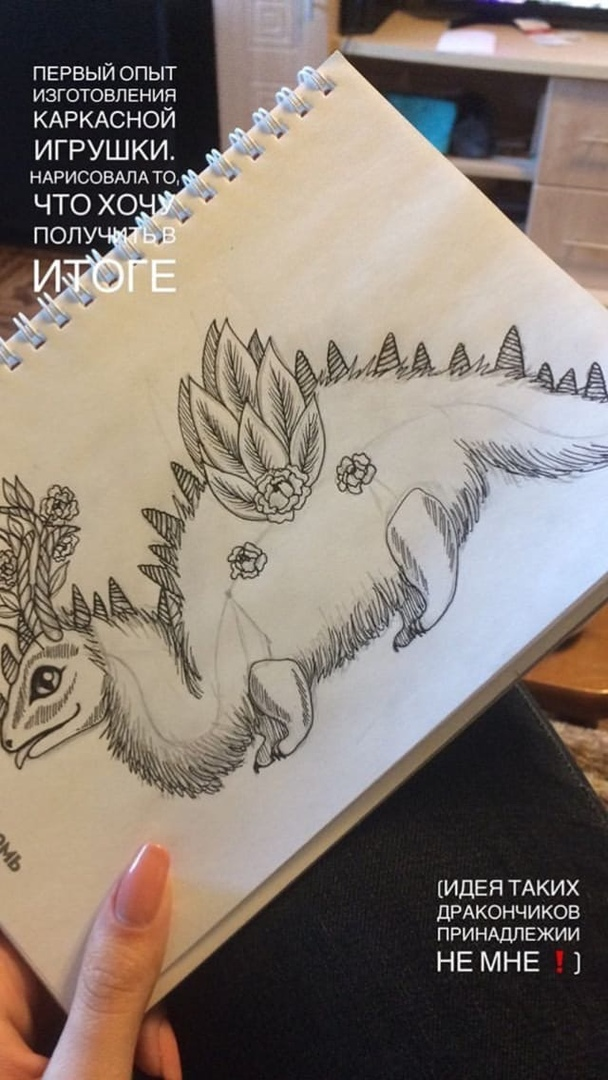 ПЕРВЫЙ ОПЫТ
ИЗГОТОВЛЕНИЯ
КАРКАСНОЙ
ИГРУШКИ.
НАРИСОВАЛА ТО,
ЧТО ХОЧУ
ПОЛУЧИТЬ В
ИТОГЕ
(ИДЕЯ ТАКИХ
ДРАКОНЧИКОВ
ПРИНАДЛЕЖИИ
НЕ МНЕ ❗)